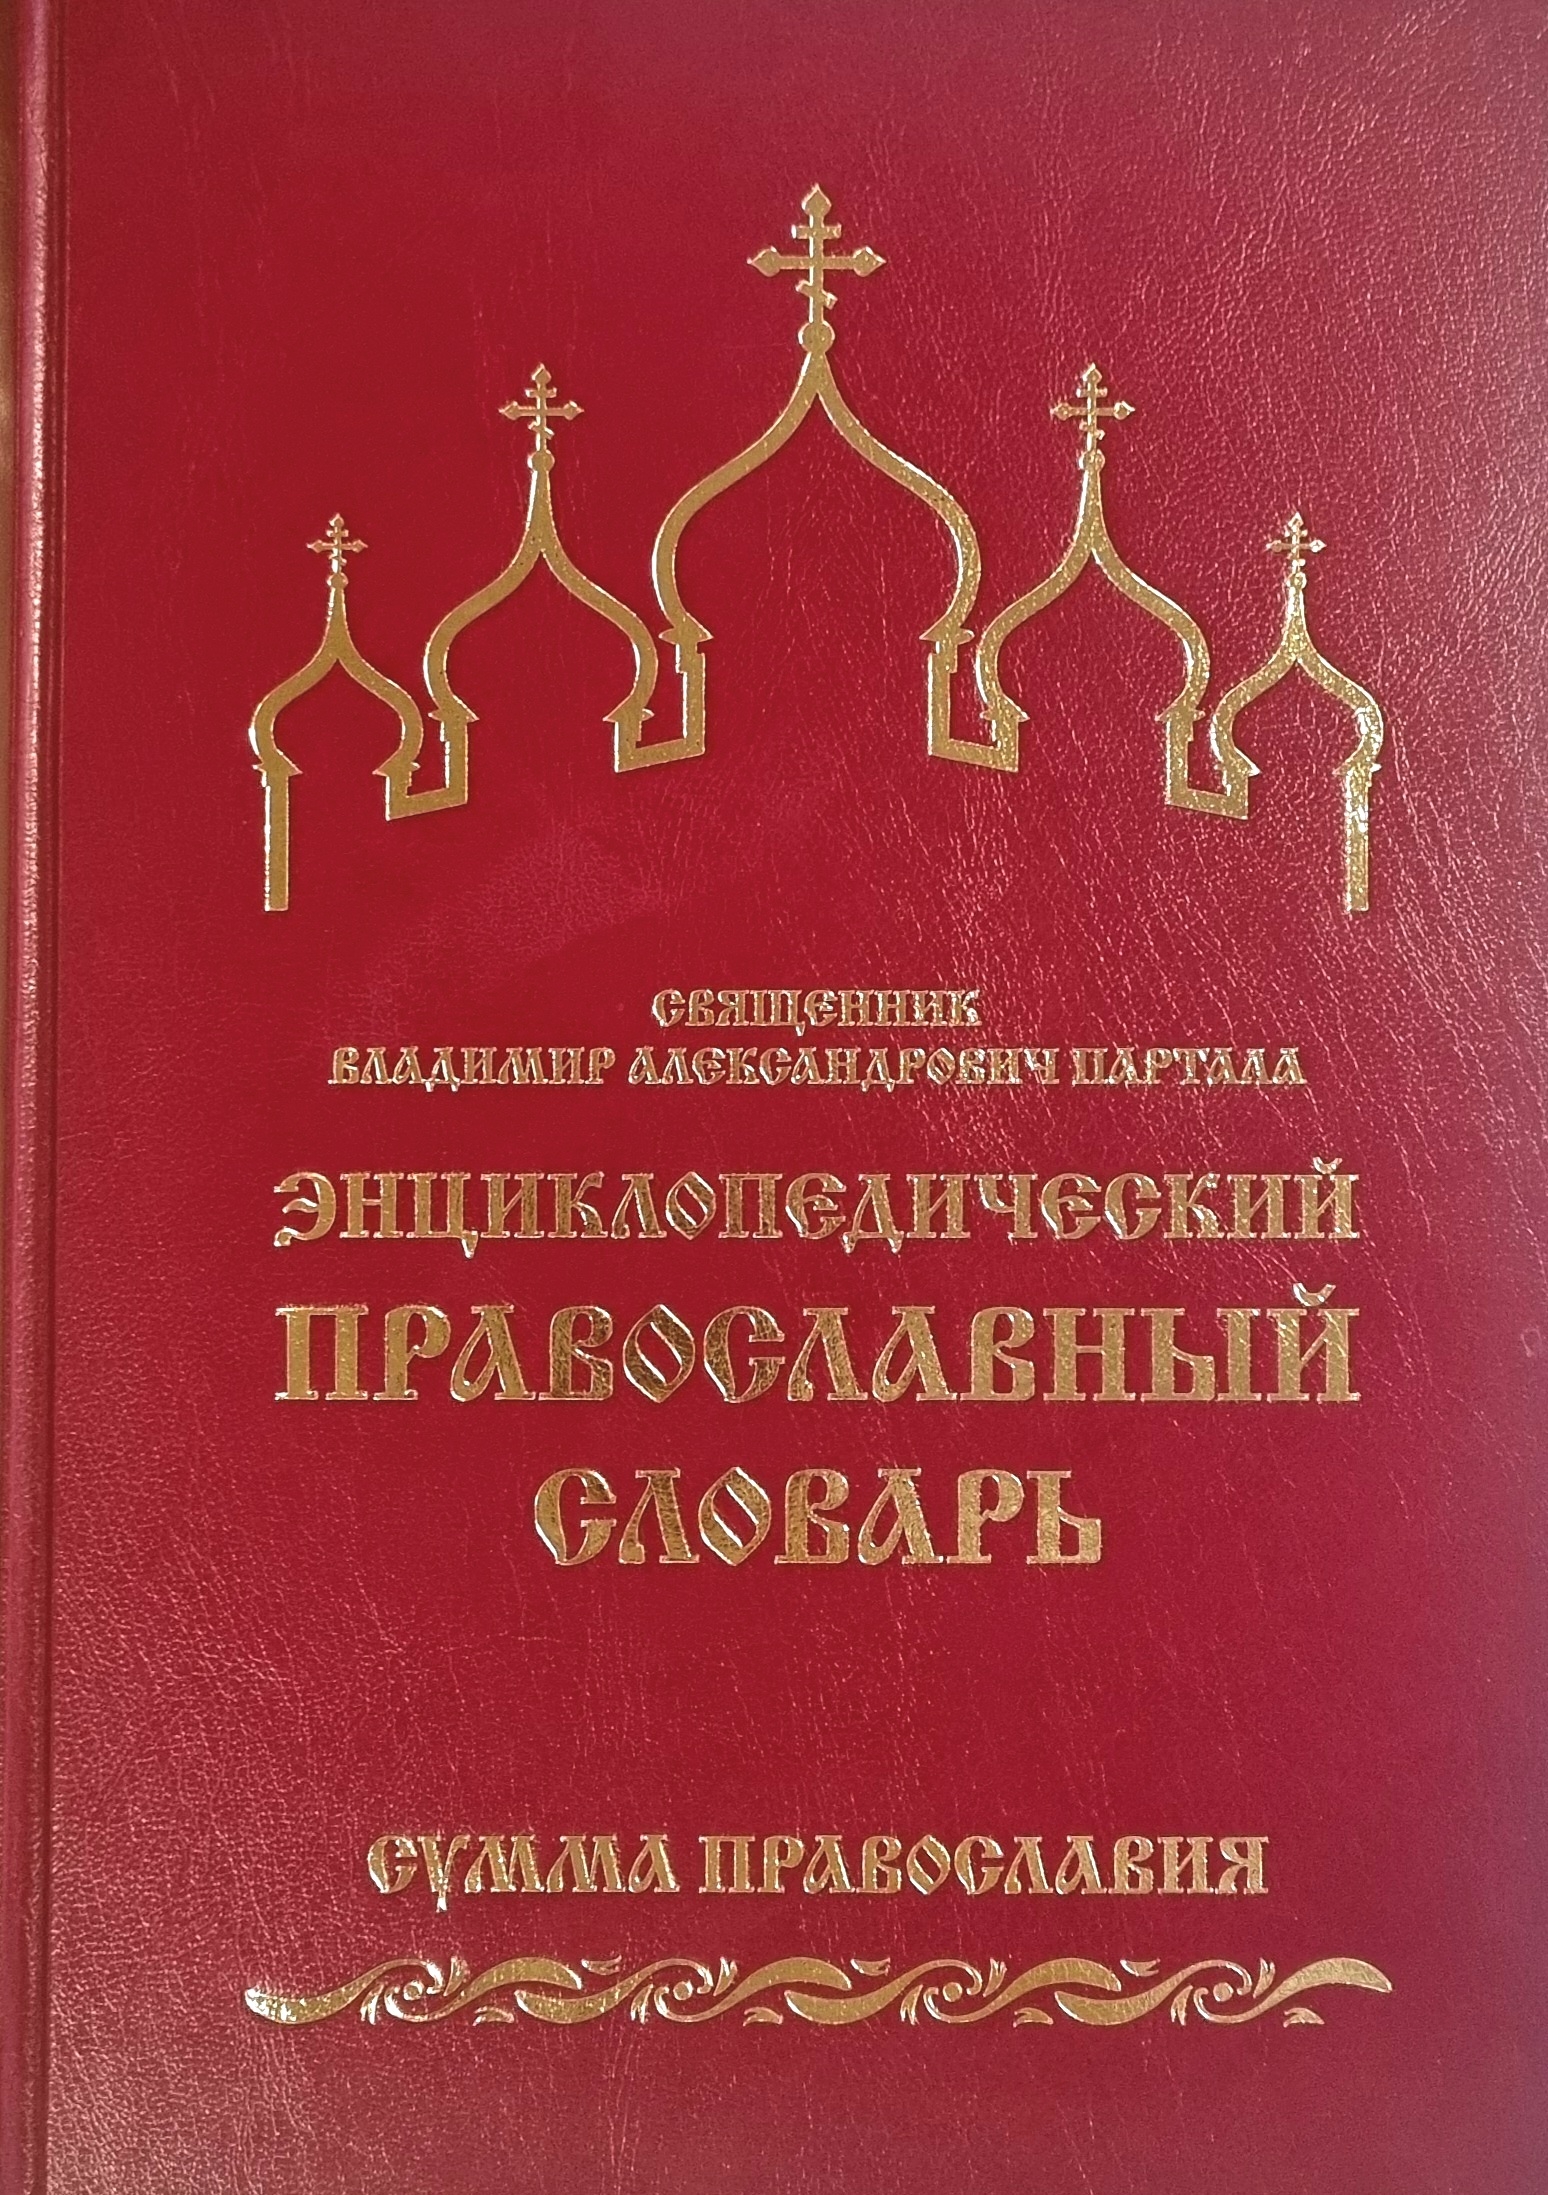 СВЯЩЕННИК
ВЛАДИМИР АЛЕКСАНДРОВИЧ ПАРТАЛА
ЭНЦИКЛОПЕДИЧЕСКИЙ
ПРАВОСЛАВНЫЙ
СЛОВАРЬ
СУММА ПРАВОСЛАВИЯ